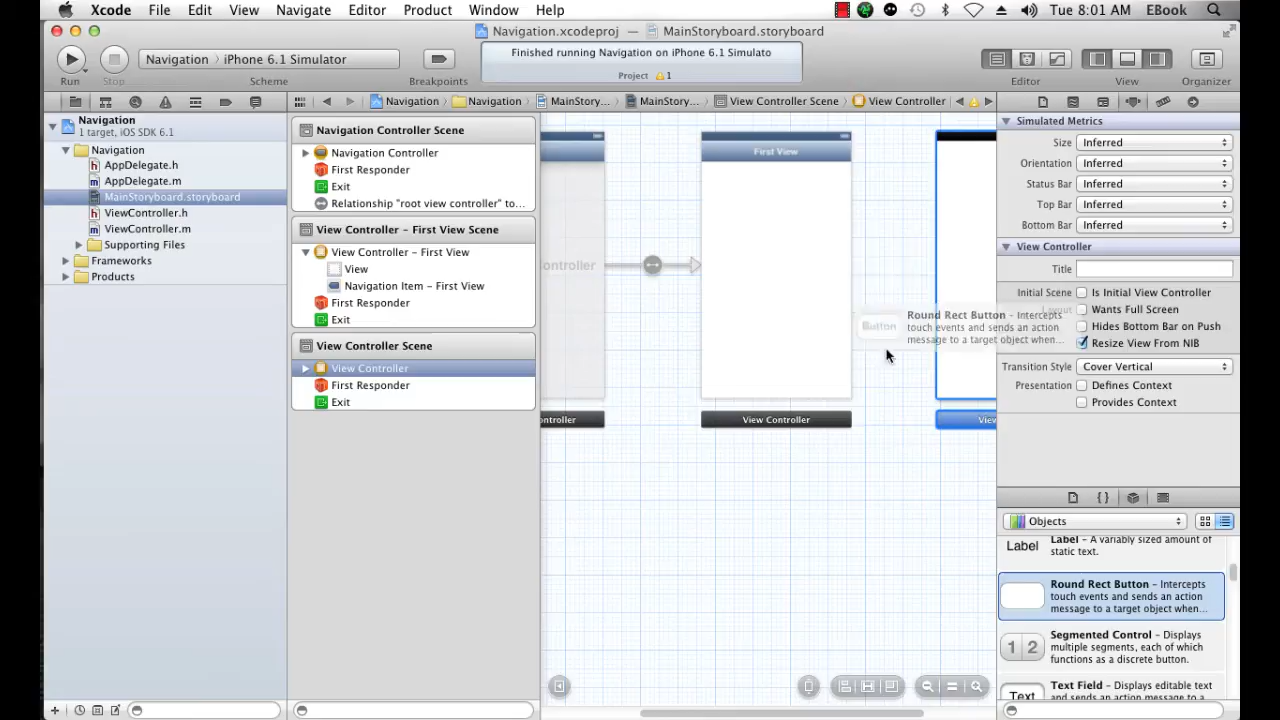 Xcode File Edit View Navigate Editor Product Window Help Tue 8:01 AM EBook
Navigation.xcodeproj — MainStoryboard.storyboard
Navigation 〉 iPhone 6.1 Simulator
Finished running Navigation on iPhone 6.1 Simulato
Project 1
Run Stop Scheme Breakpoints Editor View Organizer
Navigation
1 target, iOS SDK 6.1
Navigation
AppDelegate.h
AppDelegate.m
MainStoryboard.storyboard
ViewController.h
ViewController.m
Supporting Files
Frameworks
Products
Navigation Navigation MainStory... MainStory... View Controller Scene View Controller
Navigation Controller Scene
Navigation Controller
First Responder
Exit
Relationship "root view controller" to...
View Controller – First View Scene
View Controller – First View
View
Navigation Item – First View
First Responder
Exit
View Controller Scene
View Controller
First Responder
Exit
ontroller
ontroller
First View
View Controller
View
Button
Round Rect Button – Intercepts
touch events and sends an action
message to a target object when...
Simulated Metrics
Size Inferred
Orientation Inferred
Status Bar Inferred
Top Bar Inferred
Bottom Bar Inferred
View Controller
Title
Initial Scene Is Initial View Controller
Wants Full Screen
Hides Bottom Bar on Push
Resize View From NIB
Transition Style Cover Vertical
Presentation Defines Context
Provides Context
Objects
Label
Label – A variably sized amount of
static text.
Round Rect Button – Intercepts
touch events and sends an action
message to a target object when...
1 2
Segmented Control – Displays
multiple segments, each of which
functions as a discrete button.
Text
Text Field – Displays editable text
and sends an action message to a